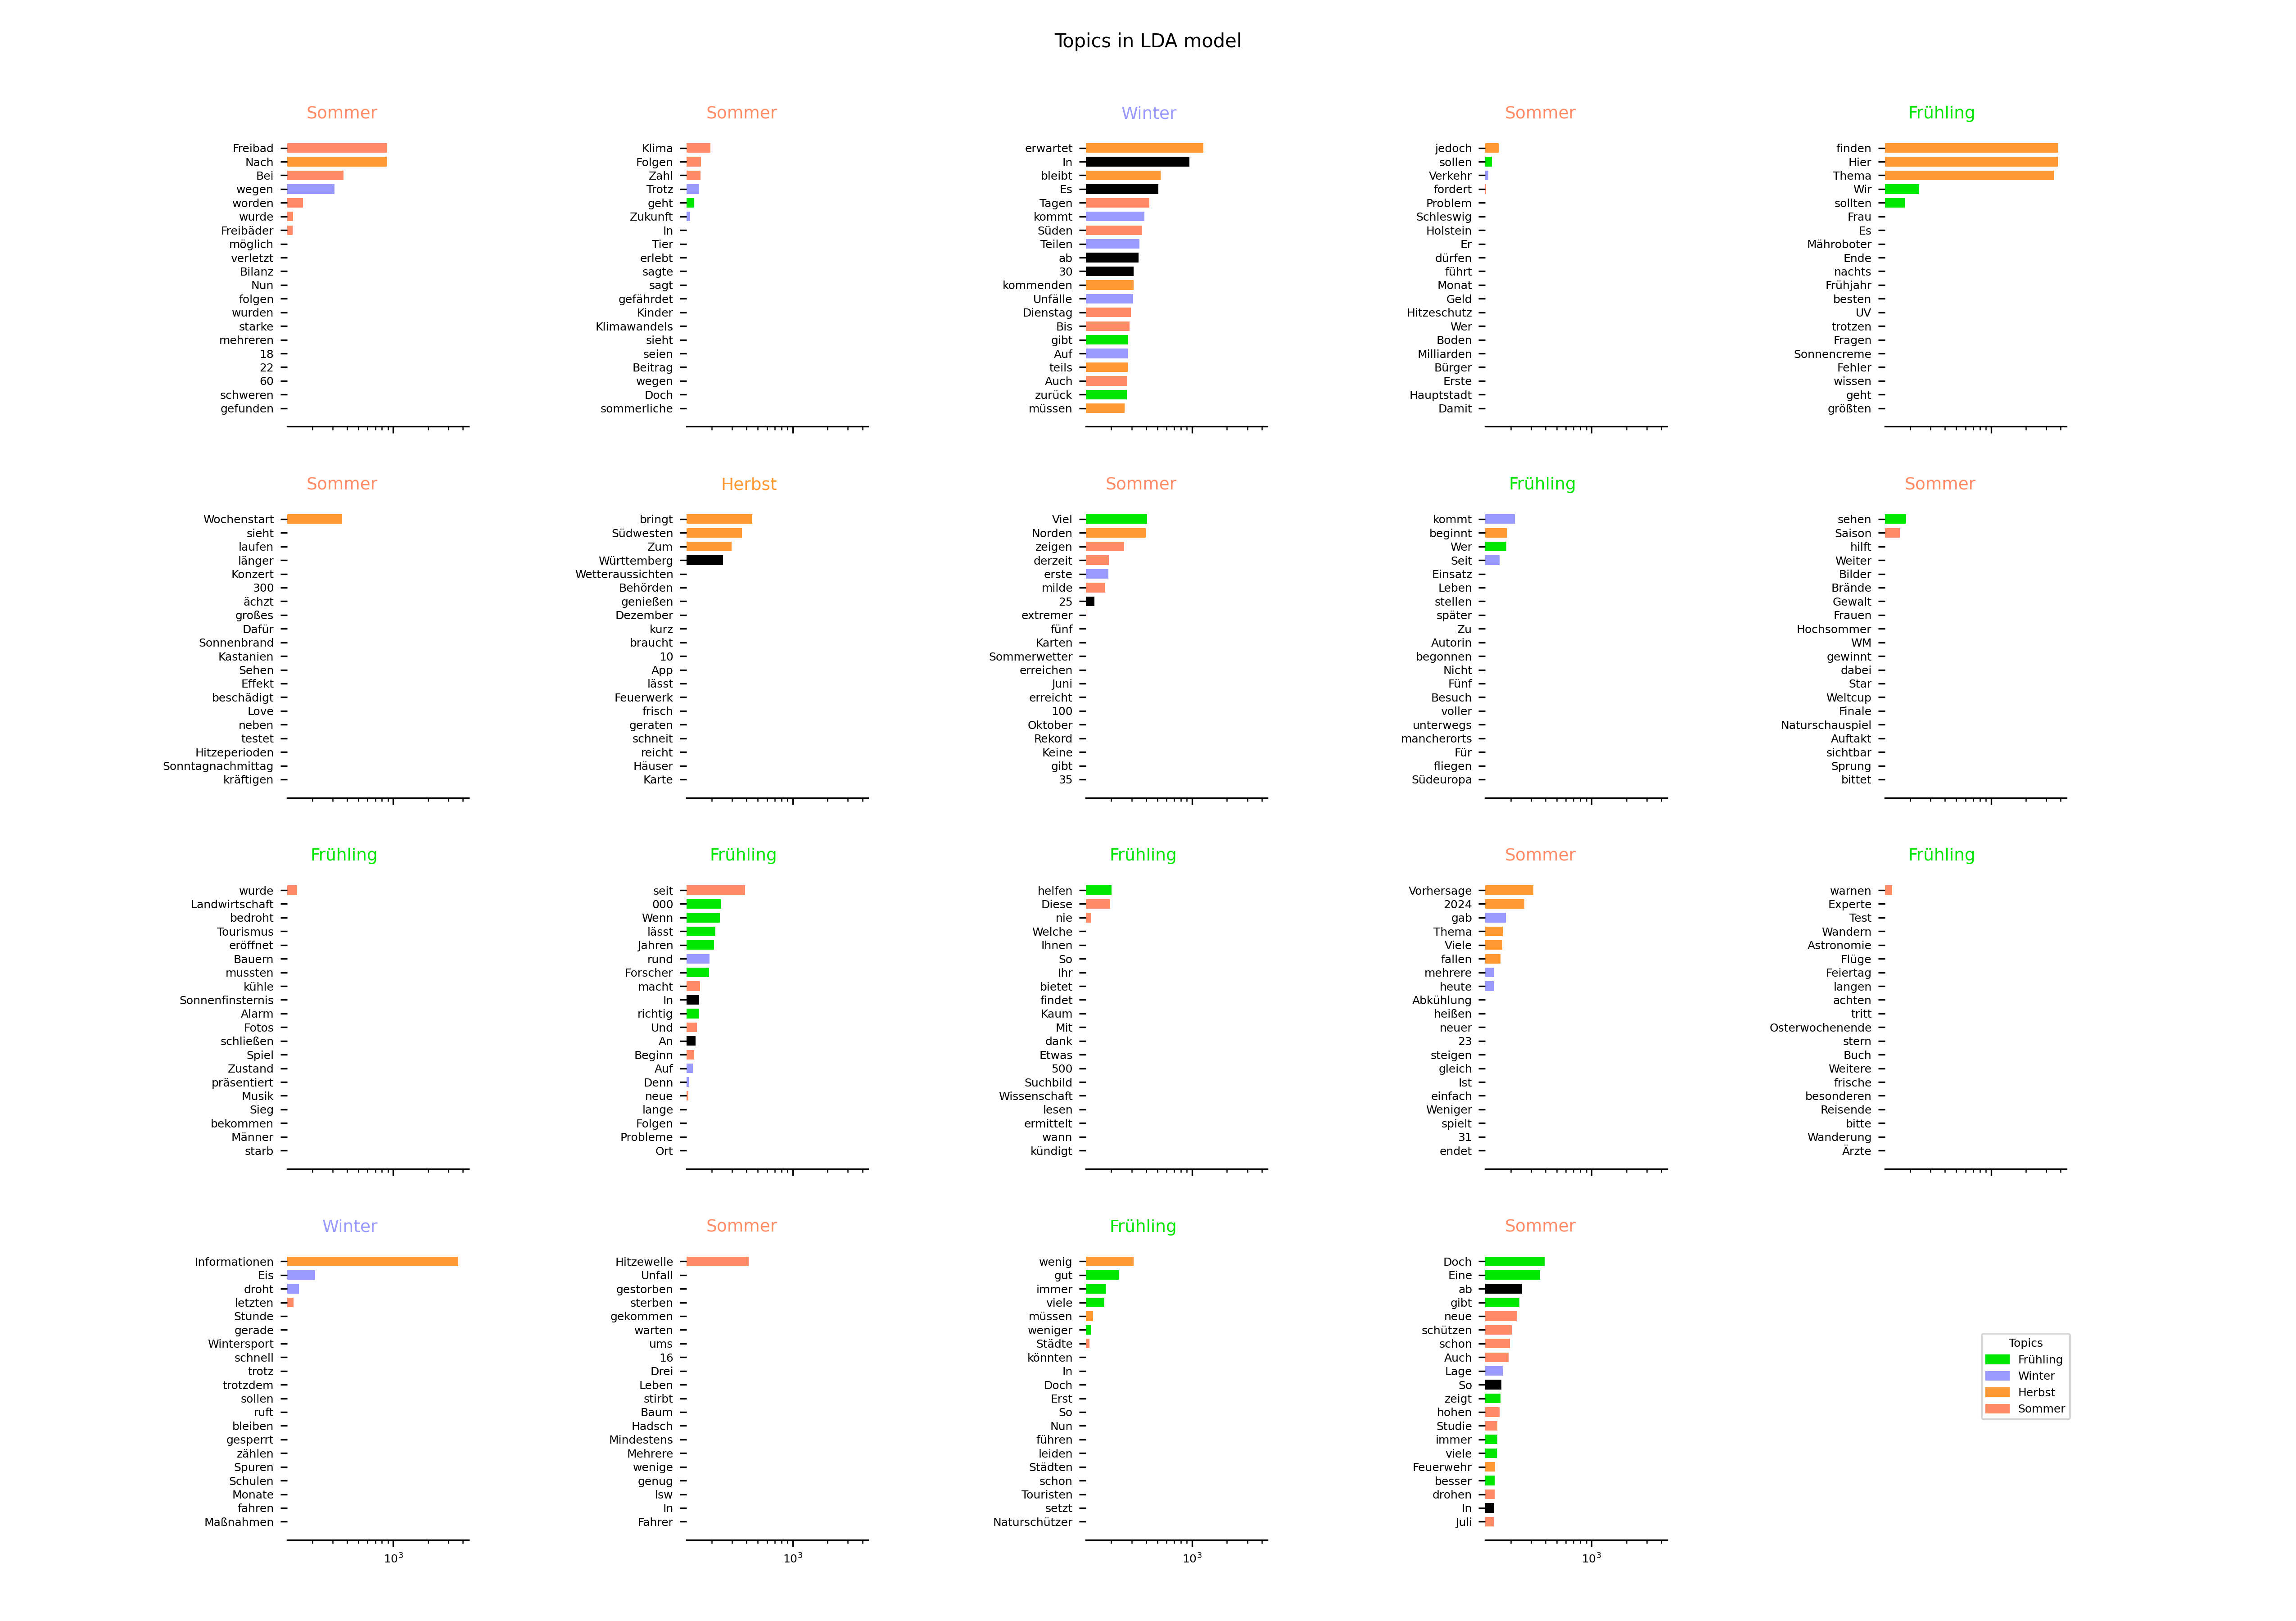 Topics in LDA model
Sommer
Freibad
Nach
Bei
wegen
worden
wurde
Freibäder
möglich
verletzt
Bilanz
Nun
folgen
wurden
starke
mehreren
18
22
60
schweren
gefunden
Sommer
Klima
Folgen
Zahl
Trotz
geht
Zukunft
In
Tier
erlebt
sagte
sagt
gefährdet
Kinder
Klimawandels
sieht
seien
Beitrag
wegen
Doch
sommerliche
Winter
erwartet
In
bleibt
Es
Tagen
kommt
Süden
Teilen
ab
30
kommenden
Unfälle
Dienstag
Bis
gibt
Auf
teils
Auch
zurück
müssen
Sommer
jedoch
sollen
Verkehr
fordert
Problem
Schleswig
Holstein
Er
dürfen
führt
Monat
Geld
Hitzeschutz
Wer
Boden
Milliarden
Bürger
Erste
Hauptstadt
Damit
Frühling
finden
Hier
Thema
Wir
sollten
Frau
Es
Mähroboter
Ende
nachts
Frühjahr
besten
UV
trotzen
Fragen
Sonnencreme
Fehler
wissen
geht
größten
Sommer
Wochenstart
sieht
laufen
länger
Konzert
300
ächzt
großes
Dafür
Sonnenbrand
Kastanien
Sehen
Effekt
beschädigt
Love
neben
testet
Hitzeperioden
Sonntagnachmittag
kräftigen
Herbst
bringt
Südwesten
Zum
Württemberg
Wetteraussichten
Behörden
genießen
Dezember
kurz
braucht
10
App
lässt
Feuerwerk
frisch
geraten
schneit
reicht
Häuser
Karte
Sommer
Viel
Norden
zeigen
derzeit
erste
milde
25
extremer
fünf
Karten
Sommerwetter
erreichen
Juni
erreicht
100
Oktober
Rekord
Keine
gibt
35
Frühling
kommt
beginnt
Wer
Seit
Einsatz
Leben
stellen
später
Zu
Autorin
begonnen
Nicht
Fünf
Besuch
voller
unterwegs
mancherorts
Für
fliegen
Südeuropa
Sommer
sehen
Saison
hilft
Weiter
Bilder
Brände
Gewalt
Frauen
Hochsommer
WM
gewinnt
dabei
Star
Weltcup
Finale
Naturschauspiel
Auftakt
sichtbar
Sprung
bittet
Frühling
wurde
Landwirtschaft
bedroht
Tourismus
eröffnet
Bauern
mussten
kühle
Sonnenfinsternis
Alarm
Fotos
schließen
Spiel
Zustand
präsentiert
Musik
Sieg
bekommen
Männer
starb
Frühling
seit
000
Wenn
lässt
Jahren
rund
Forscher
macht
In
richtig
Und
An
Beginn
Auf
Denn
neue
lange
Folgen
Probleme
Ort
Frühling
helfen
Diese
nie
Welche
Ihnen
So
Ihr
bietet
findet
Kaum
Mit
dank
Etwas
500
Suchbild
Wissenschaft
lesen
ermittelt
wann
kündigt
Sommer
Vorhersage
2024
gab
Thema
Viele
fallen
mehrere
heute
Abkühlung
heißen
neuer
23
steigen
gleich
Ist
einfach
Weniger
spielt
31
endet
Frühling
warnen
Experte
Test
Wandern
Astronomie
Flüge
Feiertag
langen
achten
tritt
Osterwochenende
stern
Buch
Weitere
frische
besonderen
Reisende
bitte
Wanderung
Ärzte
Winter
Informationen
Eis
droht
letzten
Stunde
gerade
Wintersport
schnell
trotz
trotzdem
sollen
ruft
bleiben
gesperrt
zählen
Spuren
Schulen
Monate
fahren
Maßnahmen
10³
Sommer
Hitzewelle
Unfall
gestorben
sterben
gekommen
warten
ums
16
Drei
Leben
stirbt
Baum
Hadsch
Mindestens
Mehrere
wenige
genug
lsw
In
Fahrer
10³
Frühling
wenig
gut
immer
viele
müssen
weniger
Städte
könnten
In
Doch
Erst
So
Nun
führen
leiden
Städten
schon
Touristen
setzt
Naturschützer
10³
Sommer
Doch
Eine
ab
gibt
neue
schützen
schon
Auch
Lage
So
zeigt
hohen
Studie
immer
viele
Feuerwehr
besser
drohen
In
Juli
10³
Topics
Frühling
Winter
Herbst
Sommer